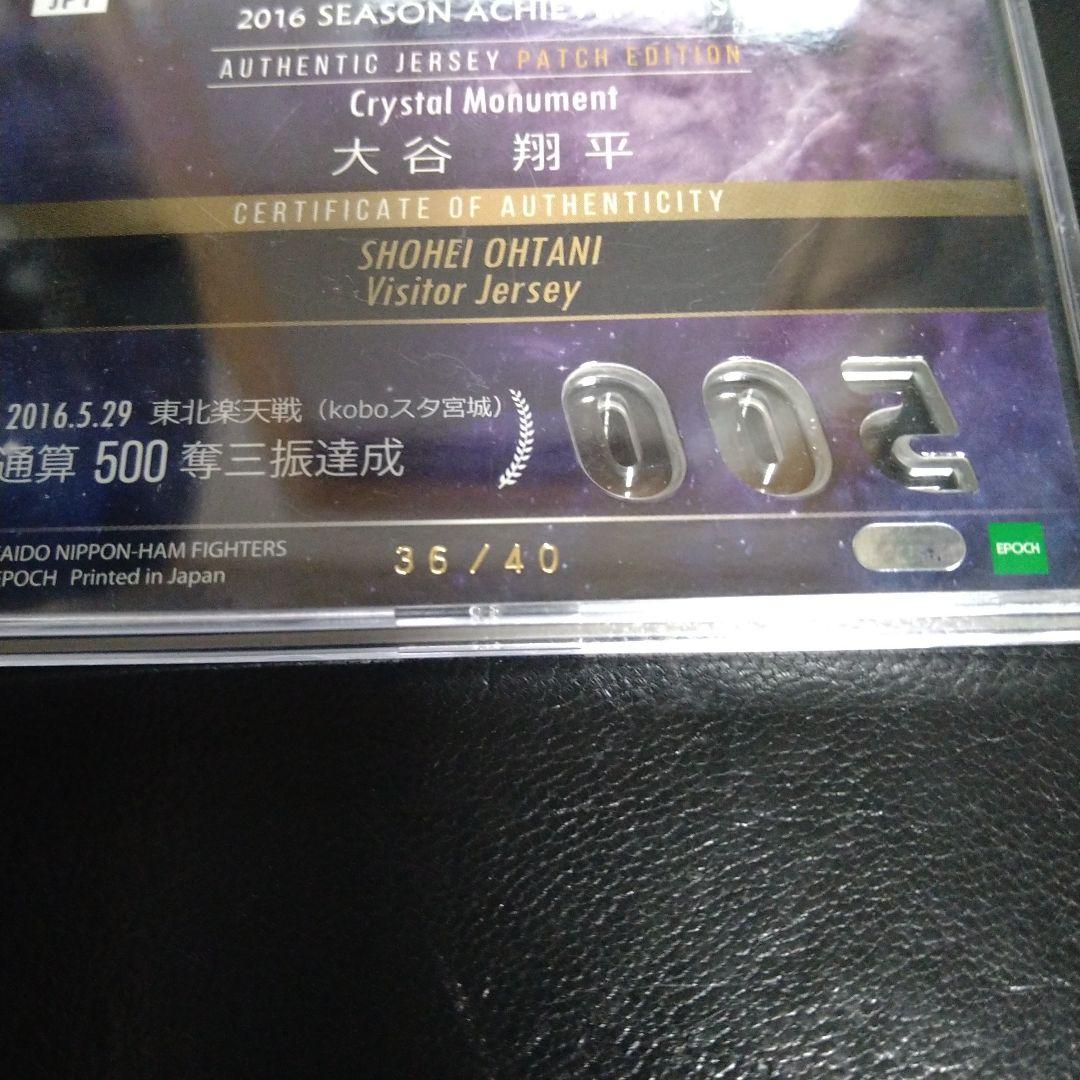 2016 SEASON
AUTHENTIC JERSEY PATCH EDITION
Crystal Monument
大谷 翔平
CERTIFICATE OF AUTHENTICITY
SHOHEI OHTANI
Visitor Jersey
2016.5.29 東北楽天戦（koboスタ宮城）
通算 500 奪三振達成
500
AIDO NIPPON-HAM FIGHTERS
EPOCH Printed in Japan
36/40
EPOCH